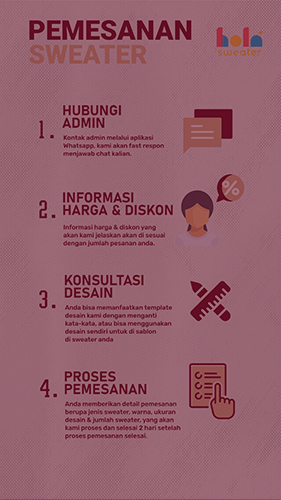 PEMESANAN
SWEATER
hola
sweater
1.
HUBUNGI
ADMIN
Kontak admin melalui aplikasi
Whatsapp, kami akan fast respon
menjawab chat kalian.
2.
INFORMASI
HARGA & DISKON
Informasi harga & diskon yang
akan kami jelaskan akan di sesuai
dengan jumlah pesanan anda.
3.
KONSULTASI
DESAIN
Anda bisa memanfaatkan template
desain kami dengan menganti
kata-kata, atau bisa menggunakan
desain sendiri untuk di sablon
di sweater anda
4.
PROSES
PEMESANAN
Anda memberikan detail pemesanan
berupa jenis sweater, warna, ukuran
desain & jumlah sweater, yang akan
kami proses dan selesai 2 hari setelah
proses pemesanan selesai.
%